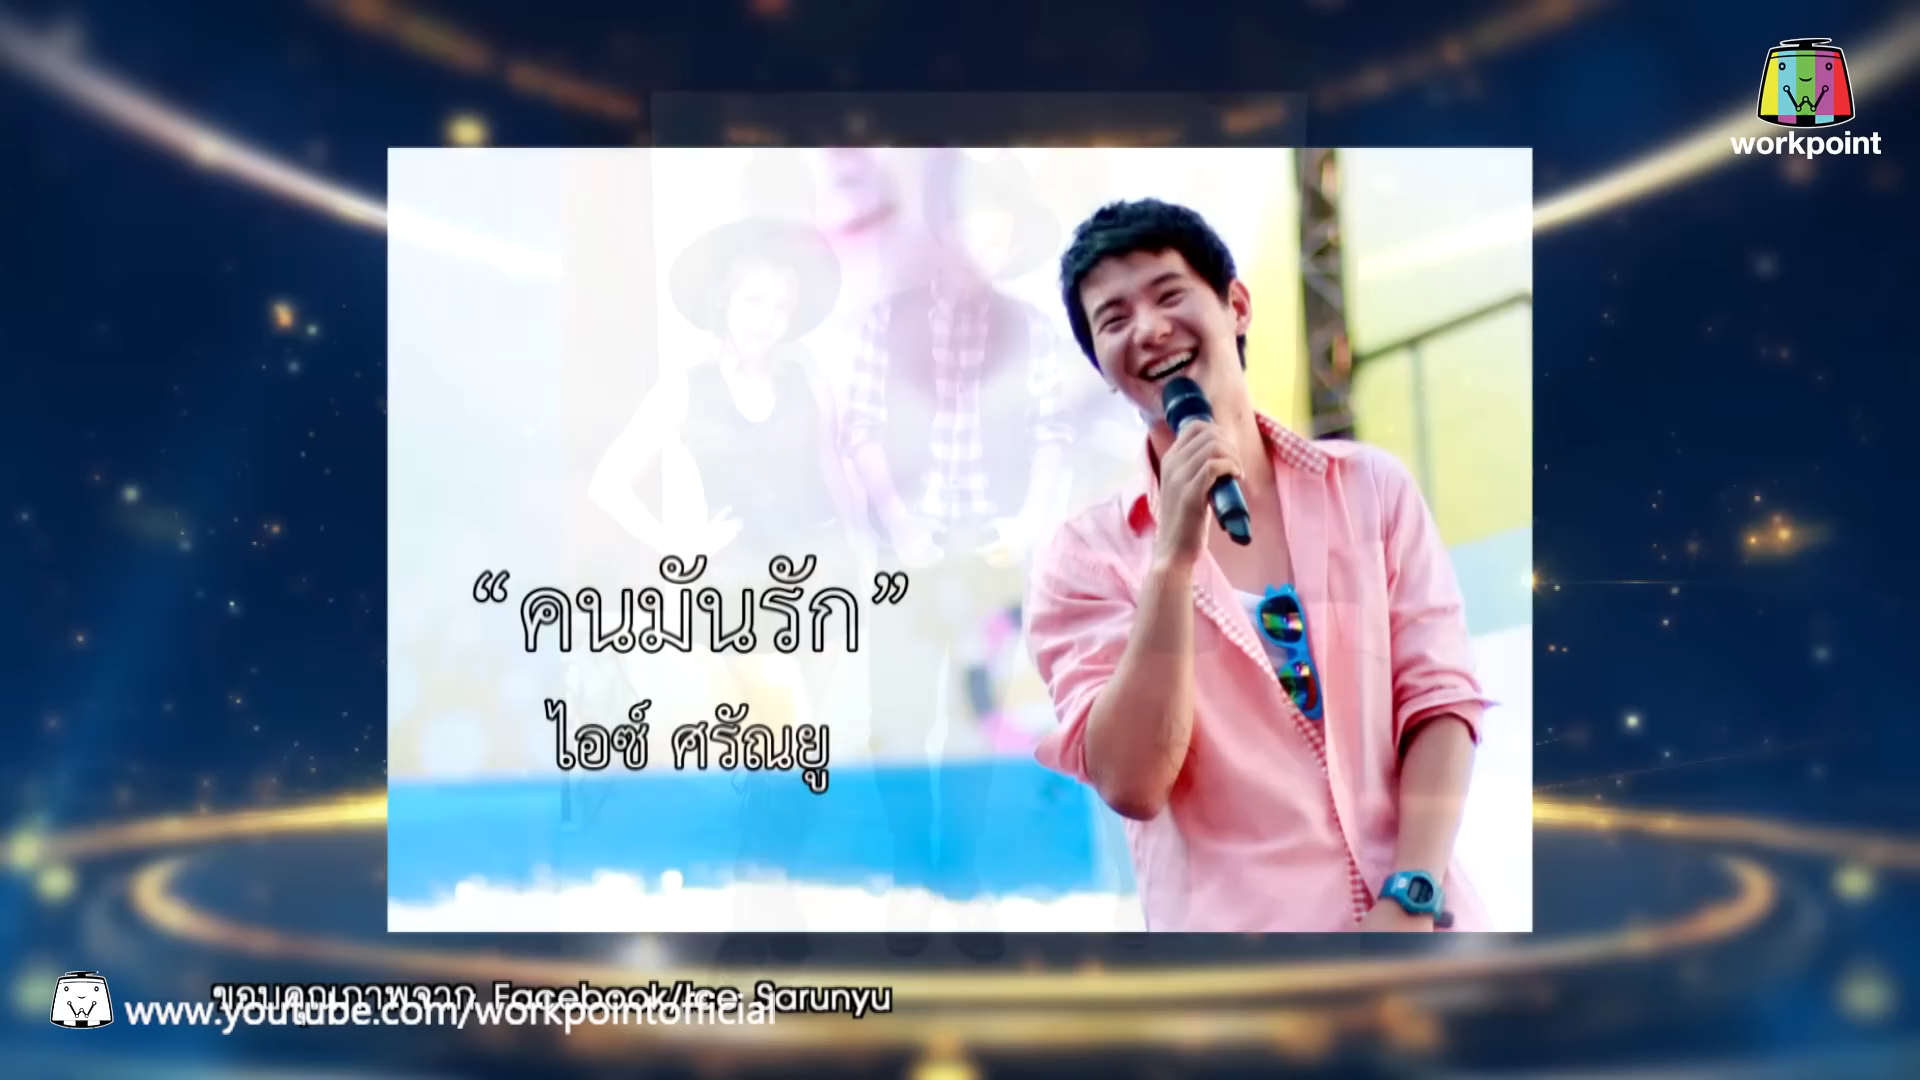 workpoint
“คนมันรัก”
ไอซ์ ศรัณยู
ขอบคุณภาพจาก Facebook/Ice Sarunyu
www.youtube.com/workpointofficial